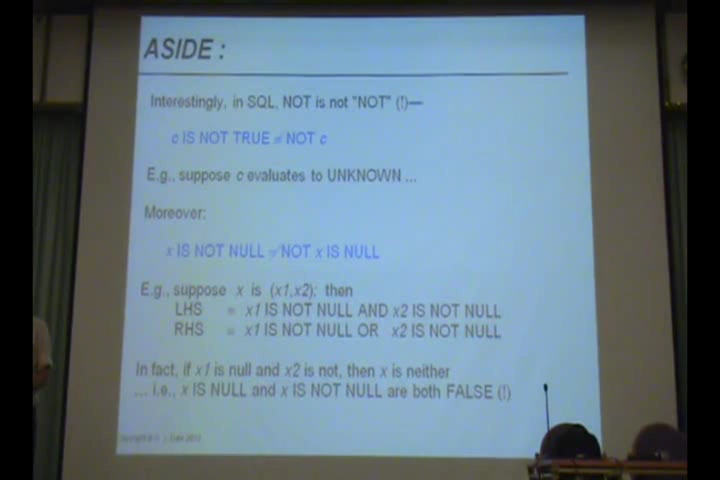 ASIDE :
Interestingly, in SQL, NOT is not "NOT" (!)—
c IS NOT TRUE ≠ NOT c
E.g., suppose c evaluates to UNKNOWN ...
Moreover:
x IS NOT NULL ≠ NOT x IS NULL
E.g., suppose x is (x1,x2); then
LHS = x1 IS NOT NULL AND x2 IS NOT NULL
RHS = x1 IS NOT NULL OR x2 IS NOT NULL
In fact, if x1 is null and x2 is not, then x is neither
... i.e., x IS NULL and x IS NOT NULL are both FALSE (!)